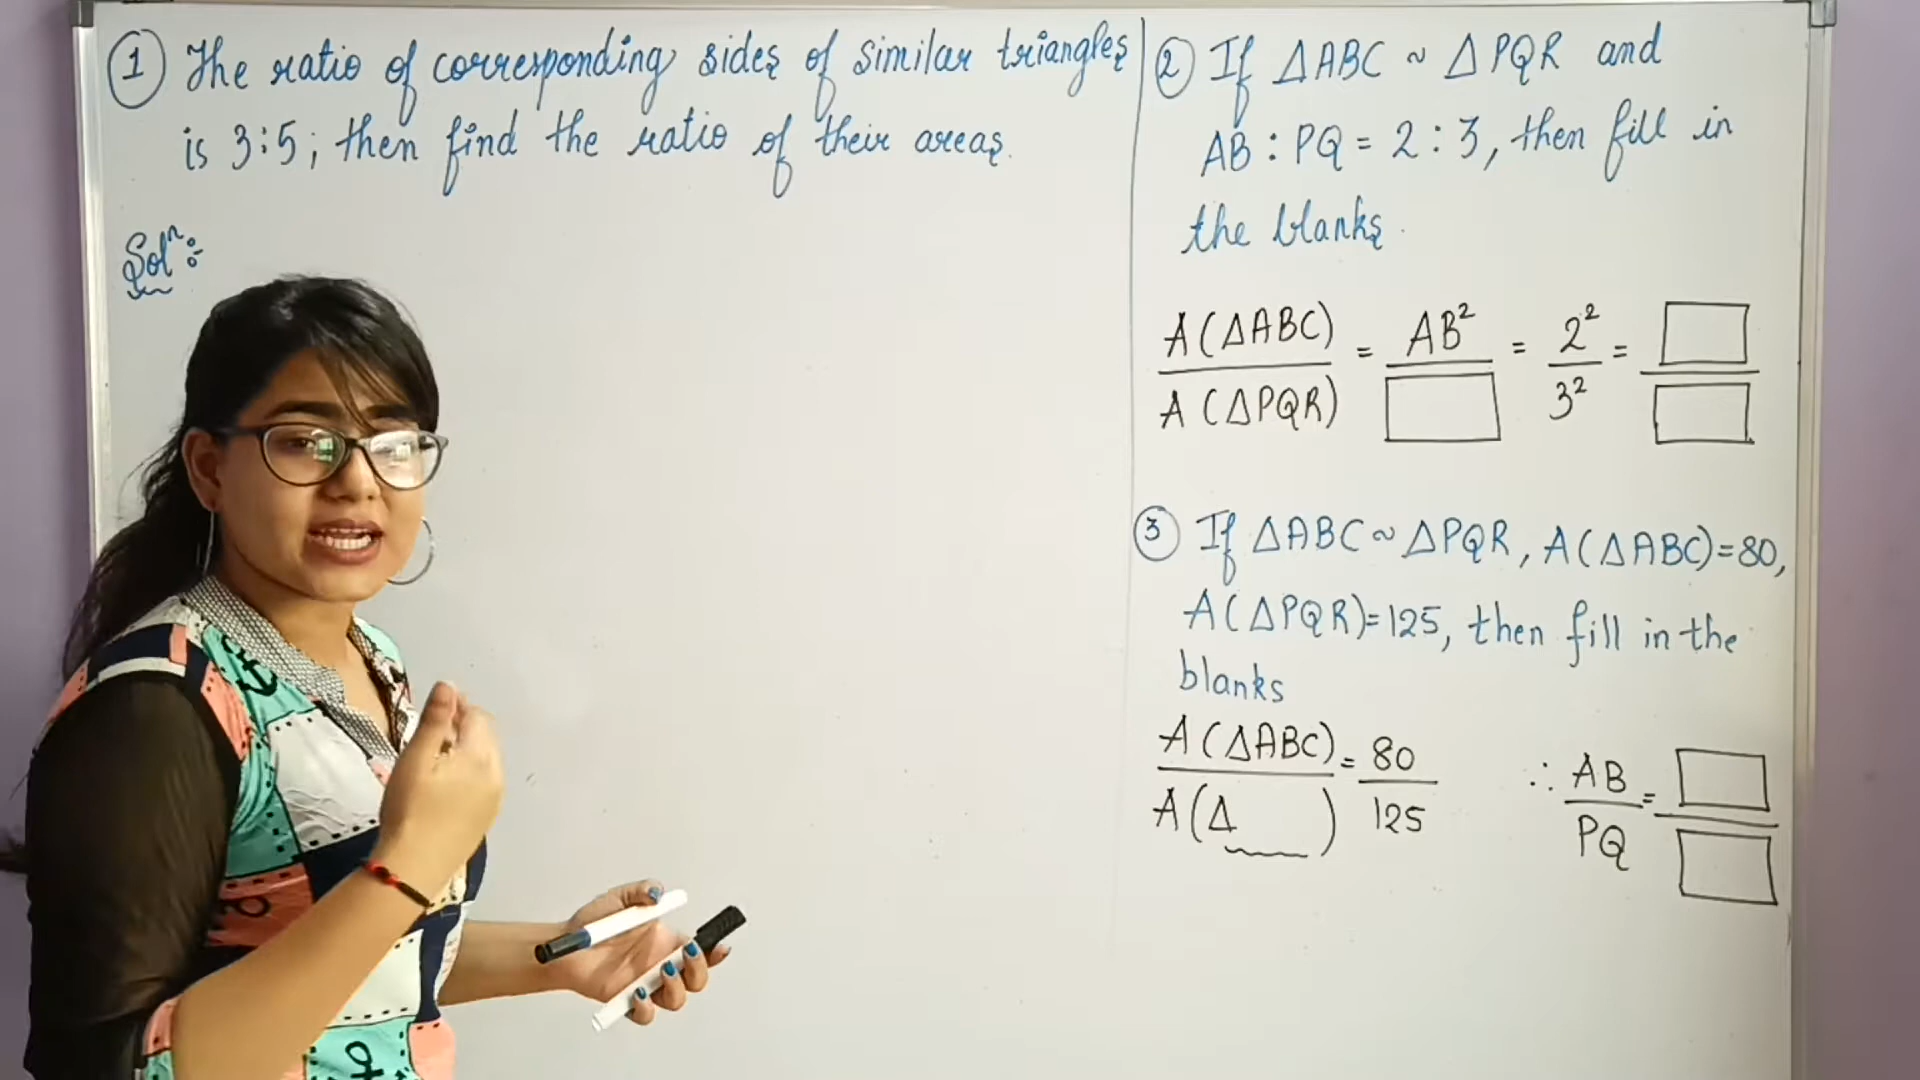 ① The ratio of corresponding sides of similar triangles
is 3:5; then find the ratio of their areas.
Solⁿ:
② If ΔABC ~ ΔPQR and
AB : PQ = 2 : 3, then fill in
the blanks.
A(ΔABC) / A(ΔPQR) = AB² / □ = 2² / 3² = □ / □
③ If ΔABC ~ ΔPQR, A(ΔABC)=80,
A(ΔPQR)=125, then fill in the
blanks
A(ΔABC) / A(Δ ___) = 80 / 125 ∴ AB / PQ = □ / □